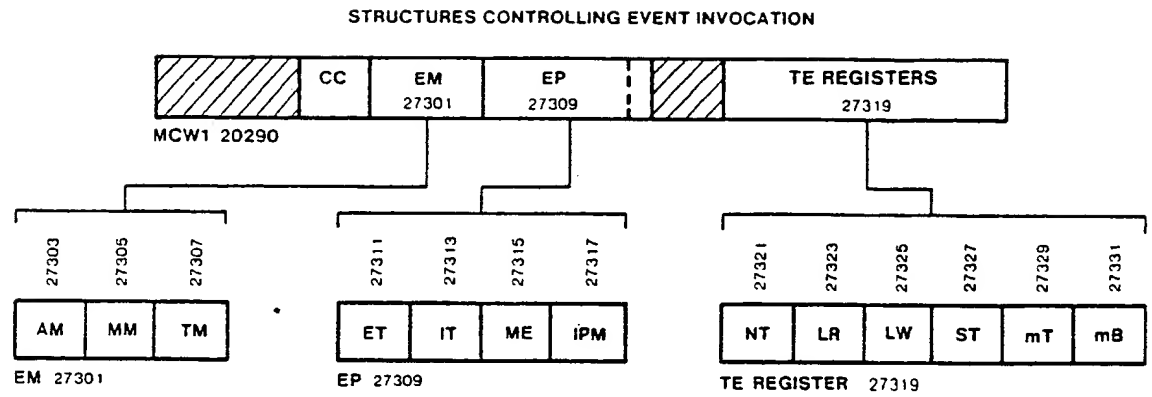 STRUCTURES CONTROLLING EVENT INVOCATION
CC EM EP TE REGISTERS
27301 27309 27319
MCW1 20290
27303 27305 27307 27311 27313 27315 27317 27321 27323 27325 27327 27329 27331
AM MM TM ET IT ME IPM NT LR LW ST mT mB
EM 27301 EP 27309 TE REGISTER 27319